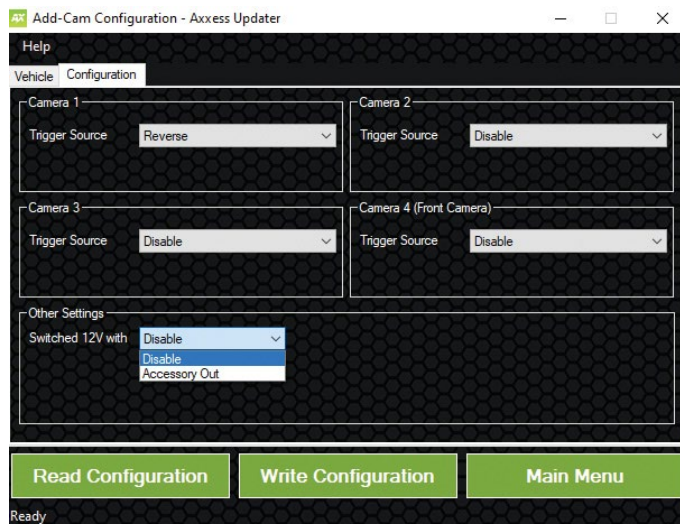 AX Add-Cam Configuration - Axxess Updater
Help
Vehicle Configuration
Camera 1
Trigger Source Reverse
Camera 2
Trigger Source Disable
Camera 3
Trigger Source Disable
Camera 4 (Front Camera)
Trigger Source Disable
Other Settings
Switched 12V with Disable
Disable
Accessory Out
Read Configuration Write Configuration Main Menu
Ready